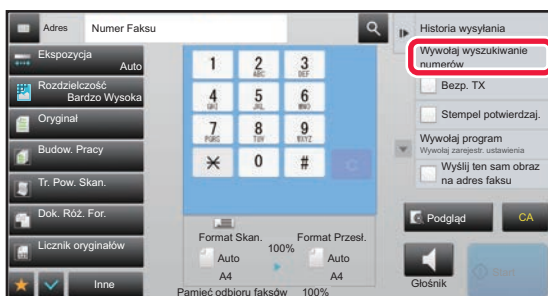 Adres
Numer Faksu
Ekspozycja
Auto
Rozdzielczość
Bardzo Wysoka
Oryginał
Budow. Pracy
Tr. Pow. Skan.
Dok. Róż. For.
Licznik oryginałów
Inne
1
2
ABC
3
DEF
4
GHI
5
JKL
6
MNO
7
PQRS
8
TUV
9
WXYZ
0
#
C
Format Skan.
100%
Format Przesł.
Auto
A4
Auto
A4
Pamięć odbioru faksów 100%
Historia wysyłania
Wywołaj wyszukiwanie
numerów
Bezp. TX
Stempel potwierdzaj.
Wywołaj program
Wywołaj zarejestr. ustawienia
Wyślij ten sam obraz
na adres faksu
Podgląd
CA
Głośnik
Start